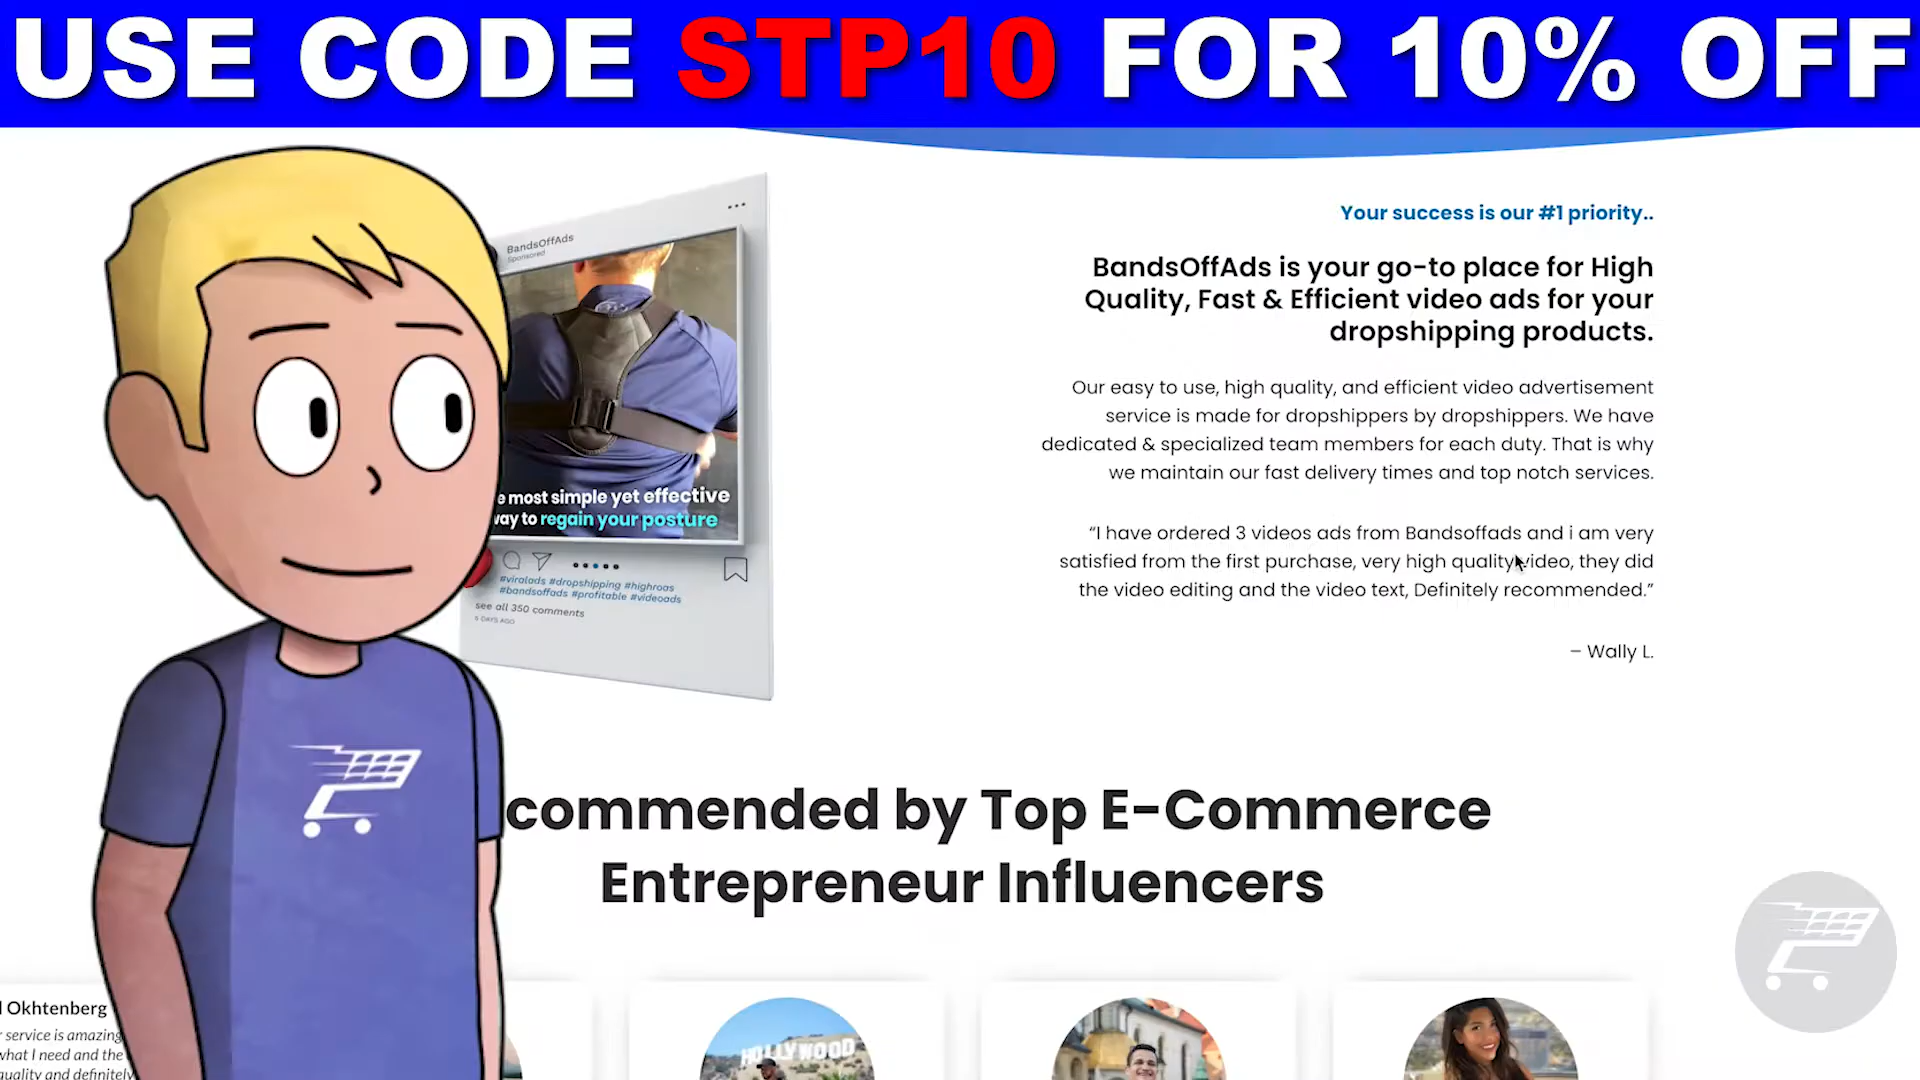 USE CODE STP10 FOR 10% OFF
BandsOffAds
Sponsored
e most simple yet effective
way to regain your posture
#viralads #dropshipping #highroas
#bandsoffads #profitable #videoads
see all 350 comments
5 DAYS AGO
Your success is our #1 priority..
BandsOffAds is your go-to place for High
Quality, Fast & Efficient video ads for your
dropshipping products.
Our easy to use, high quality, and efficient video advertisement
service is made for dropshippers by dropshippers. We have
dedicated & specialized team members for each duty. That is why
we maintain our fast delivery times and top notch services.
“I have ordered 3 videos ads from Bandsoffads and i am very
satisfied from the first purchase, very high quality video, they did
the video editing and the video text, Definitely recommended.”
– Wally L.
commended by Top E-Commerce
Entrepreneur Influencers
Okhtenberg
service is amazing
what I need and the
quality and definitely
HOLLYWOOD